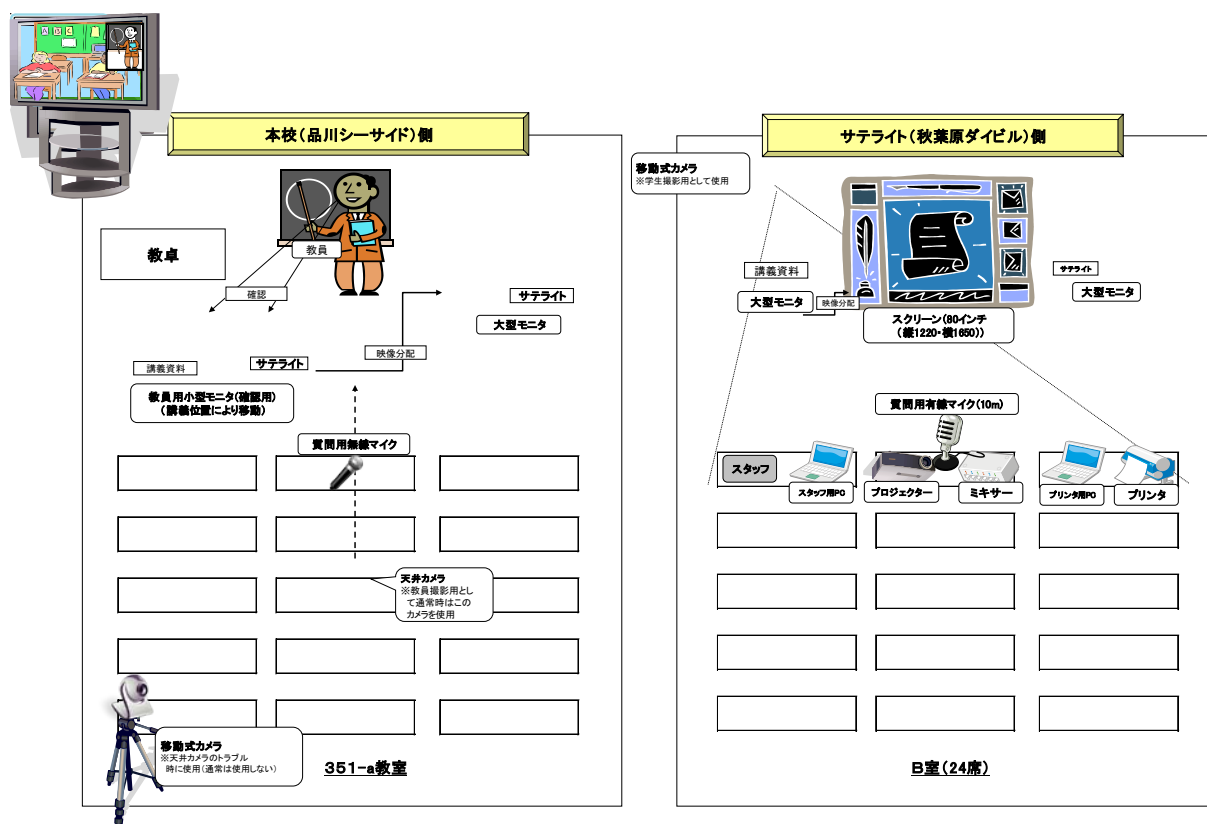 A B C
本校(品川シーサイド)側
教卓
教員
確認
サテライト
大型モニタ
映像分配
講義資料
サテライト
教員用小型モニタ(確認用)
(講義位置により移動)
質問用無線マイク
天井カメラ
※教員撮影用とし
て通常時はこの
カメラを使用
移動式カメラ
※天井カメラのトラブル
時に使用(通常は使用しない)
351-a教室
サテライト(秋葉原ダイビル)側
移動式カメラ
※学生撮影用として使用
講義資料
大型モニタ
映像分配
サテライト
大型モニタ
スクリーン(80インチ
(縦1220・横1650))
質問用有線マイク(10m)
スタッフ
スタッフ用PC
プロジェクター
ミキサー
プリンタ用PC
プリンタ
B室(24席)